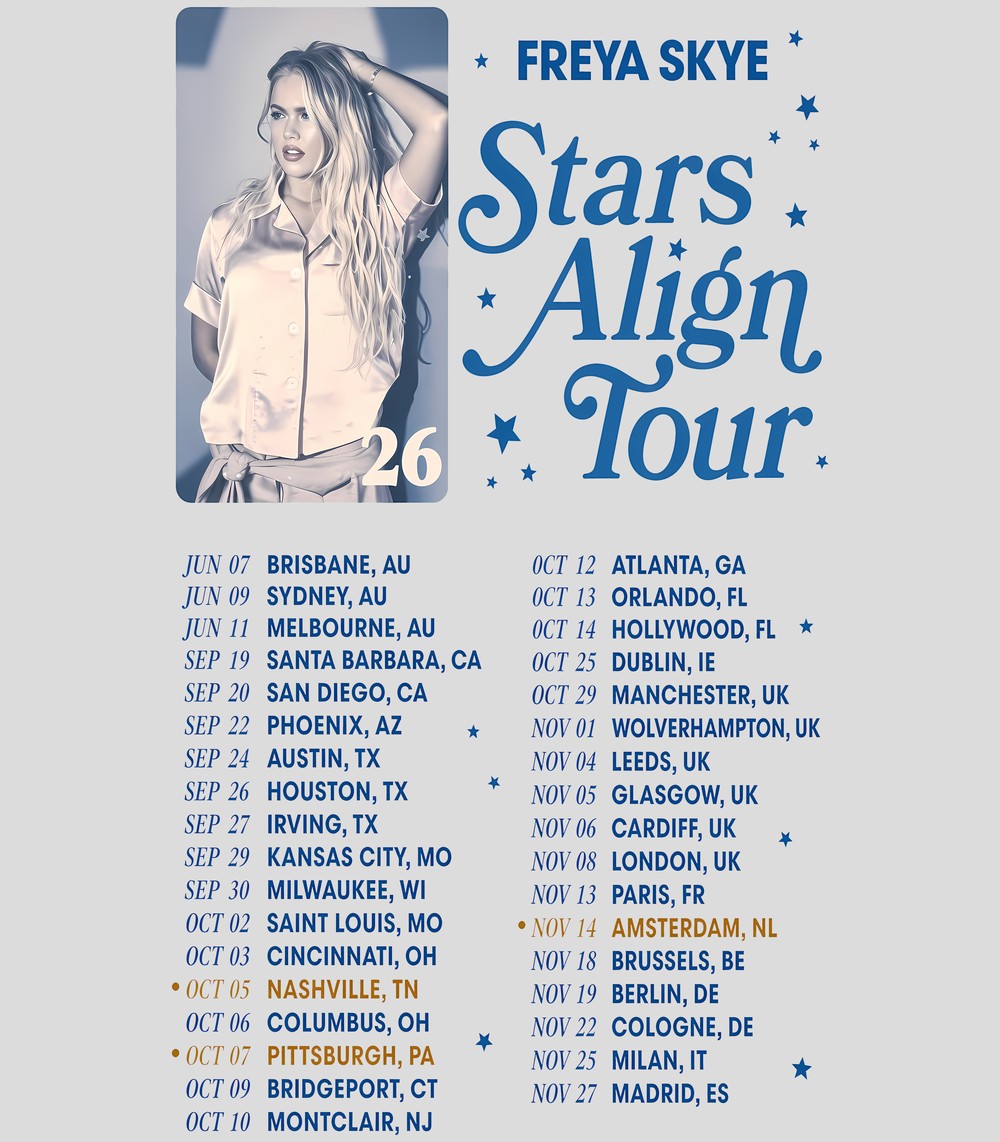 FREYA SKYE
Stars
Align
Tour
26
JUN 07 BRISBANE, AU
JUN 09 SYDNEY, AU
JUN 11 MELBOURNE, AU
SEP 19 SANTA BARBARA, CA
SEP 20 SAN DIEGO, CA
SEP 22 PHOENIX, AZ
SEP 24 AUSTIN, TX
SEP 26 HOUSTON, TX
SEP 27 IRVING, TX
SEP 29 KANSAS CITY, MO
SEP 30 MILWAUKEE, WI
OCT 02 SAINT LOUIS, MO
OCT 03 CINCINNATI, OH
• OCT 05 NASHVILLE, TN
OCT 06 COLUMBUS, OH
• OCT 07 PITTSBURGH, PA
OCT 09 BRIDGEPORT, CT
OCT 10 MONTCLAIR, NJ
OCT 12 ATLANTA, GA
OCT 13 ORLANDO, FL
OCT 14 HOLLYWOOD, FL
OCT 25 DUBLIN, IE
OCT 29 MANCHESTER, UK
NOV 01 WOLVERHAMPTON, UK
NOV 04 LEEDS, UK
NOV 05 GLASGOW, UK
NOV 06 CARDIFF, UK
NOV 08 LONDON, UK
NOV 13 PARIS, FR
• NOV 14 AMSTERDAM, NL
NOV 18 BRUSSELS, BE
NOV 19 BERLIN, DE
NOV 22 COLOGNE, DE
NOV 25 MILAN, IT
NOV 27 MADRID, ES